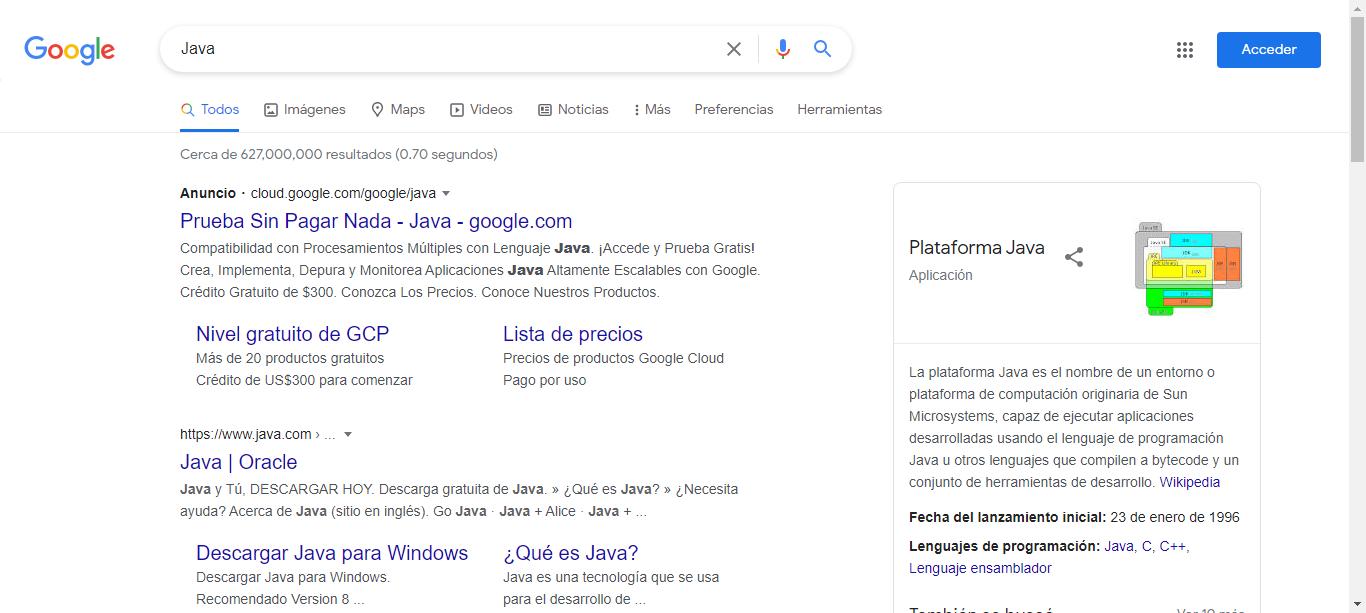 Google
Java
Acceder
Todos Imágenes Maps Videos Noticias Más Preferencias Herramientas
Cerca de 627,000,000 resultados (0.70 segundos)
Anuncio · cloud.google.com/google/java
Prueba Sin Pagar Nada - Java - google.com
Compatibilidad con Procesamientos Múltiples con Lenguaje Java. ¡Accede y Prueba Gratis!
Crea, Implementa, Depura y Monitorea Aplicaciones Java Altamente Escalables con Google.
Crédito Gratuito de $300. Conozca Los Precios. Conoce Nuestros Productos.
Nivel gratuito de GCP
Más de 20 productos gratuitos
Crédito de US$300 para comenzar
Lista de precios
Precios de productos Google Cloud
Pago por uso
https://www.java.com › ...
Java | Oracle
Java y Tú, DESCARGAR HOY. Descarga gratuita de Java. » ¿Qué es Java? » ¿Necesita
ayuda? Acerca de Java (sitio en inglés). Go Java · Java + Alice · Java + ...
Descargar Java para Windows
Descargar Java para Windows.
Recomendado Version 8 ...
¿Qué es Java?
Java es una tecnología que se usa
para el desarrollo de ...
Plataforma Java
Aplicación
La plataforma Java es el nombre de un entorno o
plataforma de computación originaria de Sun
Microsystems, capaz de ejecutar aplicaciones
desarrolladas usando el lenguaje de programación
Java u otros lenguajes que compilen a bytecode y un
conjunto de herramientas de desarrollo. Wikipedia
Fecha del lanzamiento inicial: 23 de enero de 1996
Lenguajes de programación: Java, C, C++,
Lenguaje ensamblador
También se buscó
Ver 10 más